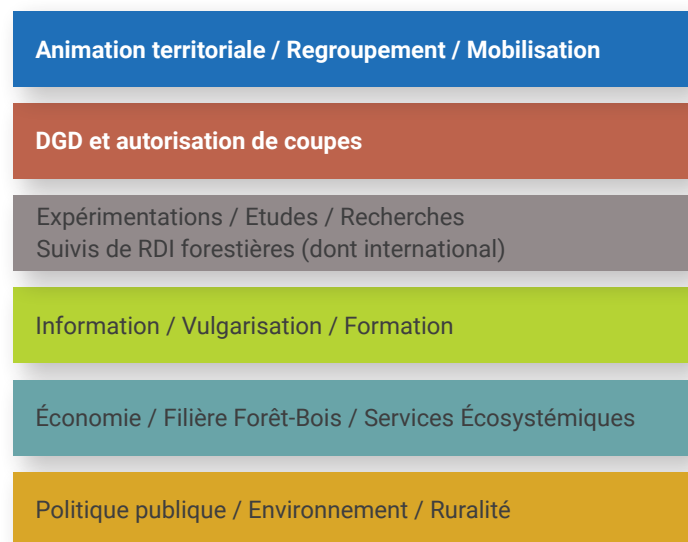 Animation territoriale / Regroupement / Mobilisation
DGD et autorisation de coupes
Expérimentations / Etudes / Recherches
Suivis de RDI forestières (dont international)
Information / Vulgarisation / Formation
Économie / Filière Forêt-Bois / Services Écosystémiques
Politique publique / Environnement / Ruralité